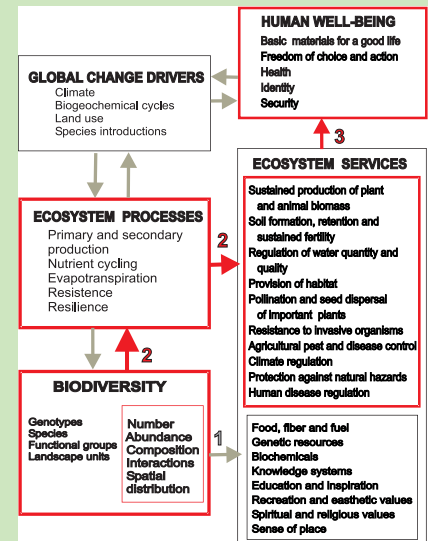 HUMAN WELL-BEING
Basic materials for a good life
Freedom of choice and action
Health
Identity
Security
GLOBAL CHANGE DRIVERS
Climate
Biogeochemical cycles
Land use
Species introductions
3
ECOSYSTEM SERVICES
Sustained production of plant
and animal biomass
Soil formation, retention and
sustained fertility
Regulation of water quantity and
quality
Provision of habitat
Pollination and seed dispersal
of important plants
Resistance to invasive organisms
Agricultural pest and disease control
Climate regulation
Protection against natural hazards
Human disease regulation
ECOSYSTEM PROCESSES
Primary and secondary
production
Nutrient cycling
Evapotranspiration
Resistence
Resilience
2
2
BIODIVERSITY
Genotypes
Species
Functional groups
Landscape units
Number
Abundance
Composition
Interactions
Spatial
distribution
1
Food, fiber and fuel
Genetic resources
Biochemicals
Knowledge systems
Education and inspiration
Recreation and easthetic values
Spiritual and religious values
Sense of place